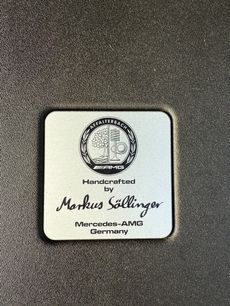 AFFALTERBACH
AMG
Handcrafted
by
Markus Söllinger
Mercedes-AMG
Germany